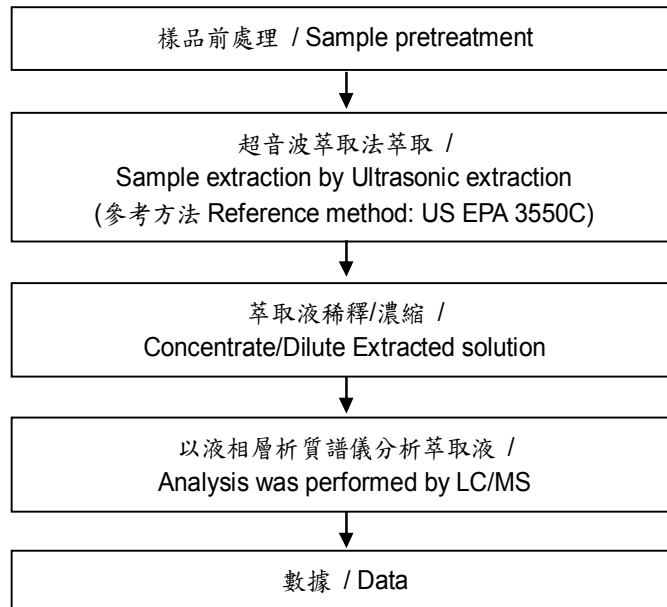 樣品前處理 / Sample pretreatment
超音波萃取法萃取 /
Sample extraction by Ultrasonic extraction
(參考方法 Reference method: US EPA 3550C)
萃取液稀釋/濃縮 /
Concentrate/Dilute Extracted solution
以液相層析質譜儀分析萃取液 /
Analysis was performed by LC/MS
數據 / Data